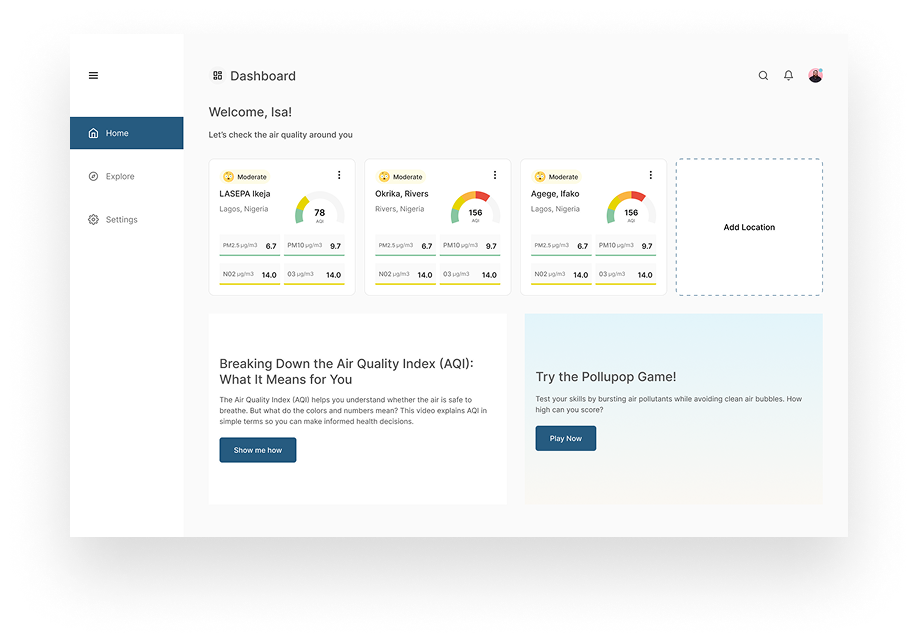 Dashboard
Welcome, Isa!
Let's check the air quality around you
Home
Explore
Settings
Moderate
LASEPA Ikeja
Lagos, Nigeria
78
AQI
PM2.5 μg/m3 6.7
PM10 μg/m3 9.7
N02 μg/m3 14.0
03 μg/m3 14.0
Moderate
Okrika, Rivers
Rivers, Nigeria
156
AQI
PM2.5 μg/m3 6.7
PM10 μg/m3 9.7
N02 μg/m3 14.0
03 μg/m3 14.0
Moderate
Agege, Ifako
Lagos, Nigeria
156
AQI
PM2.5 μg/m3 6.7
PM10 μg/m3 9.7
N02 μg/m3 14.0
03 μg/m3 14.0
Add Location
Breaking Down the Air Quality Index (AQI):
What It Means for You
The Air Quality Index (AQI) helps you understand whether the air is safe to
breathe. But what do the colors and numbers mean? This video explains AQI in
simple terms so you can make informed health decisions.
Show me how
Try the Pollupop Game!
Test your skills by bursting air pollutants while avoiding clean air bubbles. How
high can you score?
Play Now